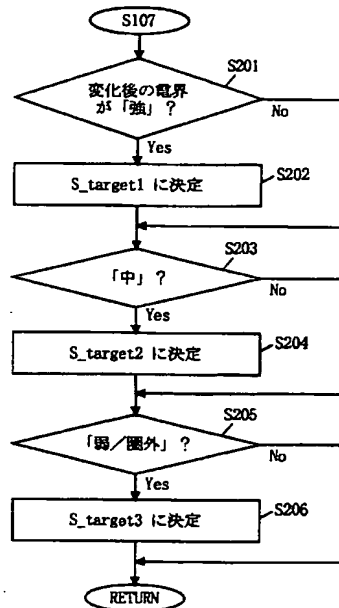 S107
S201
変化後の電界
が「強」?
No
Yes
S202
S_target1 に決定
S203
「中」?
No
Yes
S204
S_target2 に決定
S205
「弱/圏外」?
No
Yes
S206
S_target3 に決定
RETURN